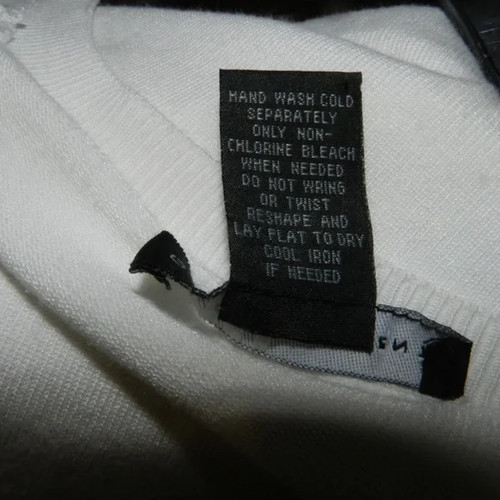 HAND WASH COLD
SEPARATELY
ONLY NON-
CHLORINE BLEACH
WHEN NEEDED
DO NOT WRING
OR TWIST
RESHAPE AND
LAY FLAT TO DRY
COOL IRON
IF NEEDED